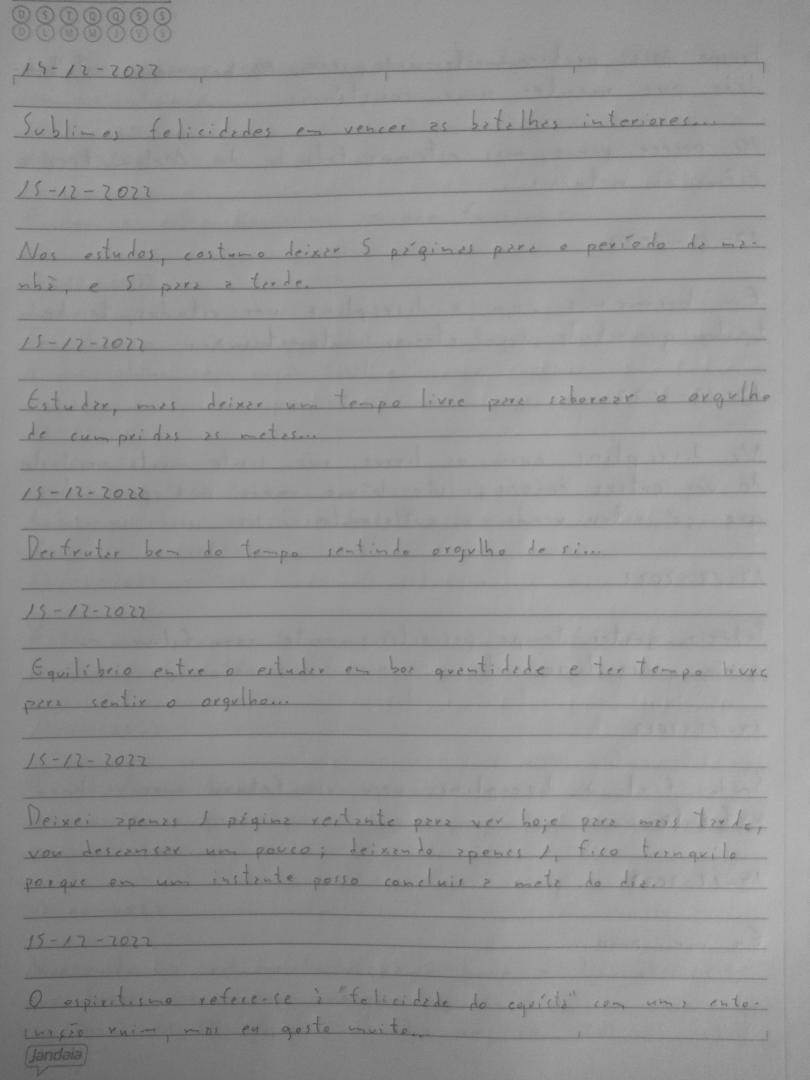 D S T Q Q S S
D L M M J V S
15-12-2022
Sublimes felicidades em vencer as batalhas interiores...
15-12-2022
Nos estudos, costumo deixar 5 páginas para o período da ma-
nhã, e 5 para a tarde.
15-12-2022
Estudar, mas deixar um tempo livre para saborear o orgulho
de cumpridas as metas...
15-12-2022
Desfrutar bem do tempo sentindo orgulho de si...
15-12-2022
Equilíbrio entre o estudar em boa quantidade e ter tempo livre
para sentir o orgulho...
15-12-2022
Deixei apenas 1 página restante para ver hoje para mais tarde,
vou descansar um pouco; deixando apenas 1, fico tranquilo
porque em um instante posso concluir a meta do dia.
15-12-2022
O espiritismo refere-se à "felicidade do egoísta" com uma ento-
nação ruim, mas eu gosto muito...
Jandaia